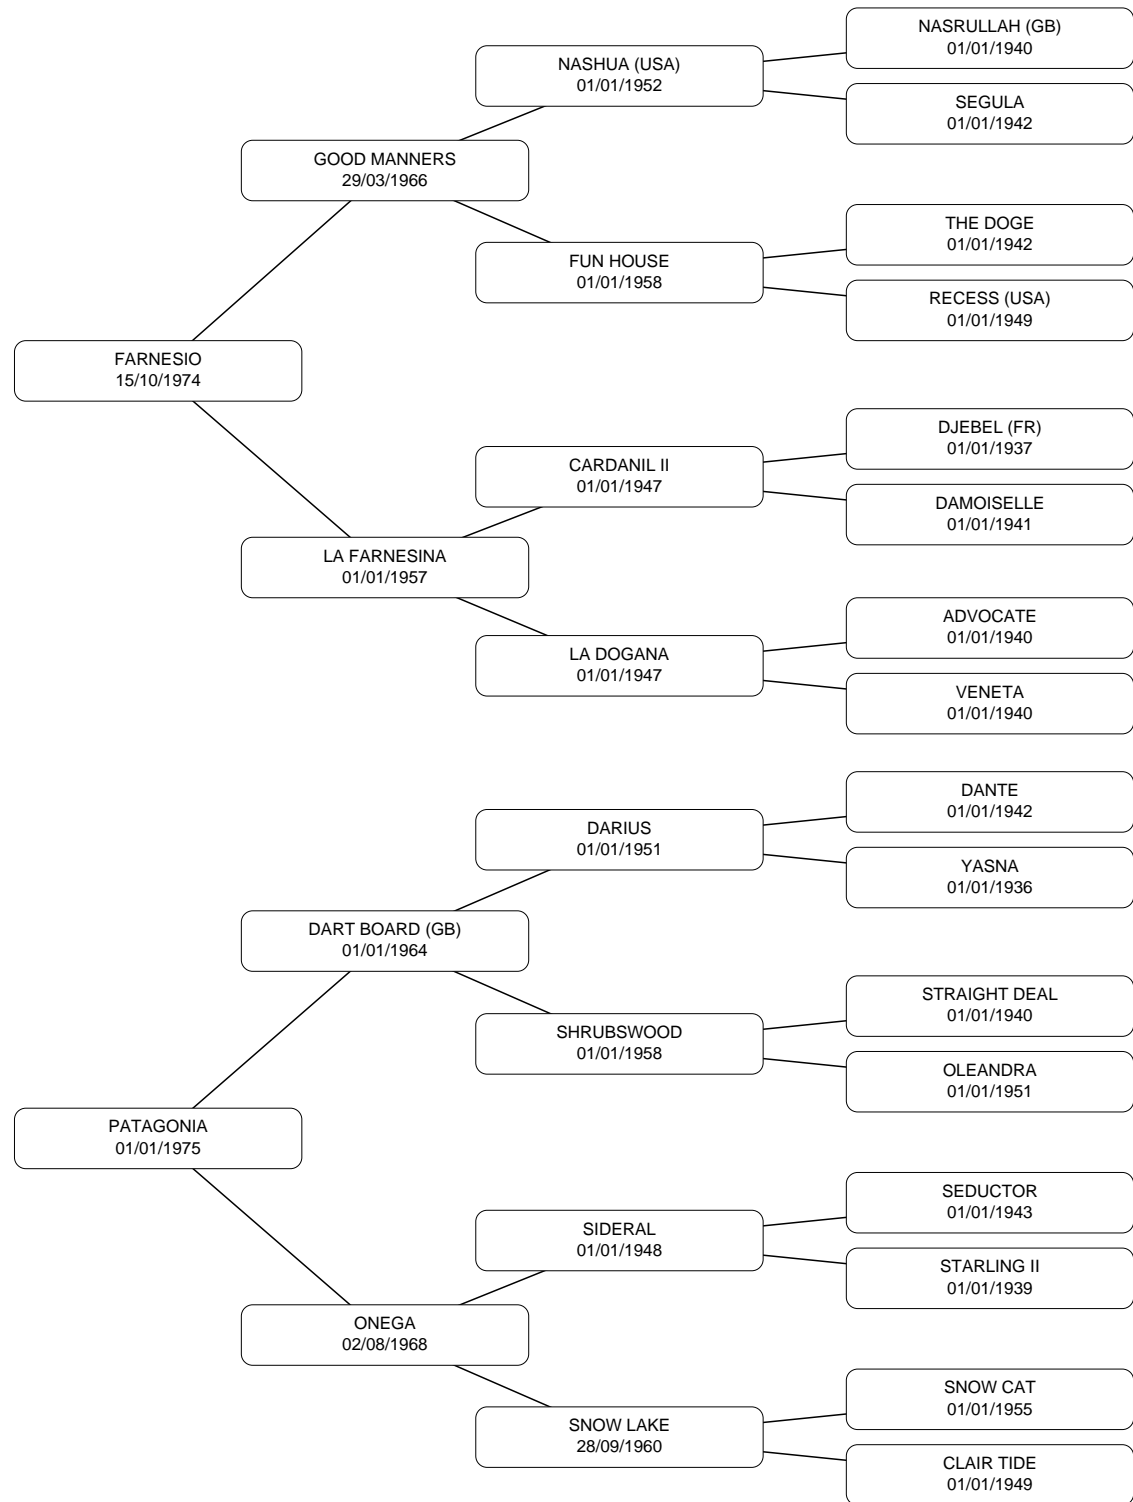 NASRULLAH (GB)
01/01/1940
NASHUA (USA)
01/01/1952
SEGULA
01/01/1942
GOOD MANNERS
29/03/1966
THE DOGE
01/01/1942
FUN HOUSE
01/01/1958
RECESS (USA)
01/01/1949
FARNESIO
15/10/1974
DJEBEL (FR)
01/01/1937
CARDANIL II
01/01/1947
DAMOISELLE
01/01/1941
LA FARNESINA
01/01/1957
ADVOCATE
01/01/1940
LA DOGANA
01/01/1947
VENETA
01/01/1940
DANTE
01/01/1942
DARIUS
01/01/1951
YASNA
01/01/1936
DART BOARD (GB)
01/01/1964
STRAIGHT DEAL
01/01/1940
SHRUBSWOOD
01/01/1958
OLEANDRA
01/01/1951
PATAGONIA
01/01/1975
SEDUCTOR
01/01/1943
SIDERAL
01/01/1948
STARLING II
01/01/1939
ONEGA
02/08/1968
SNOW CAT
01/01/1955
SNOW LAKE
28/09/1960
CLAIR TIDE
01/01/1949